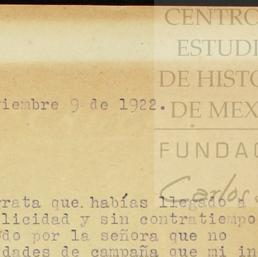 CENTRO
ESTUDI
DE HISTO
DE MEX
FUNDAC
Carlos
viembre 9 de 1922.
rata que habías llegado a
licidad y sin contratiempo
do por la señora que no
dades de campaña que mi in